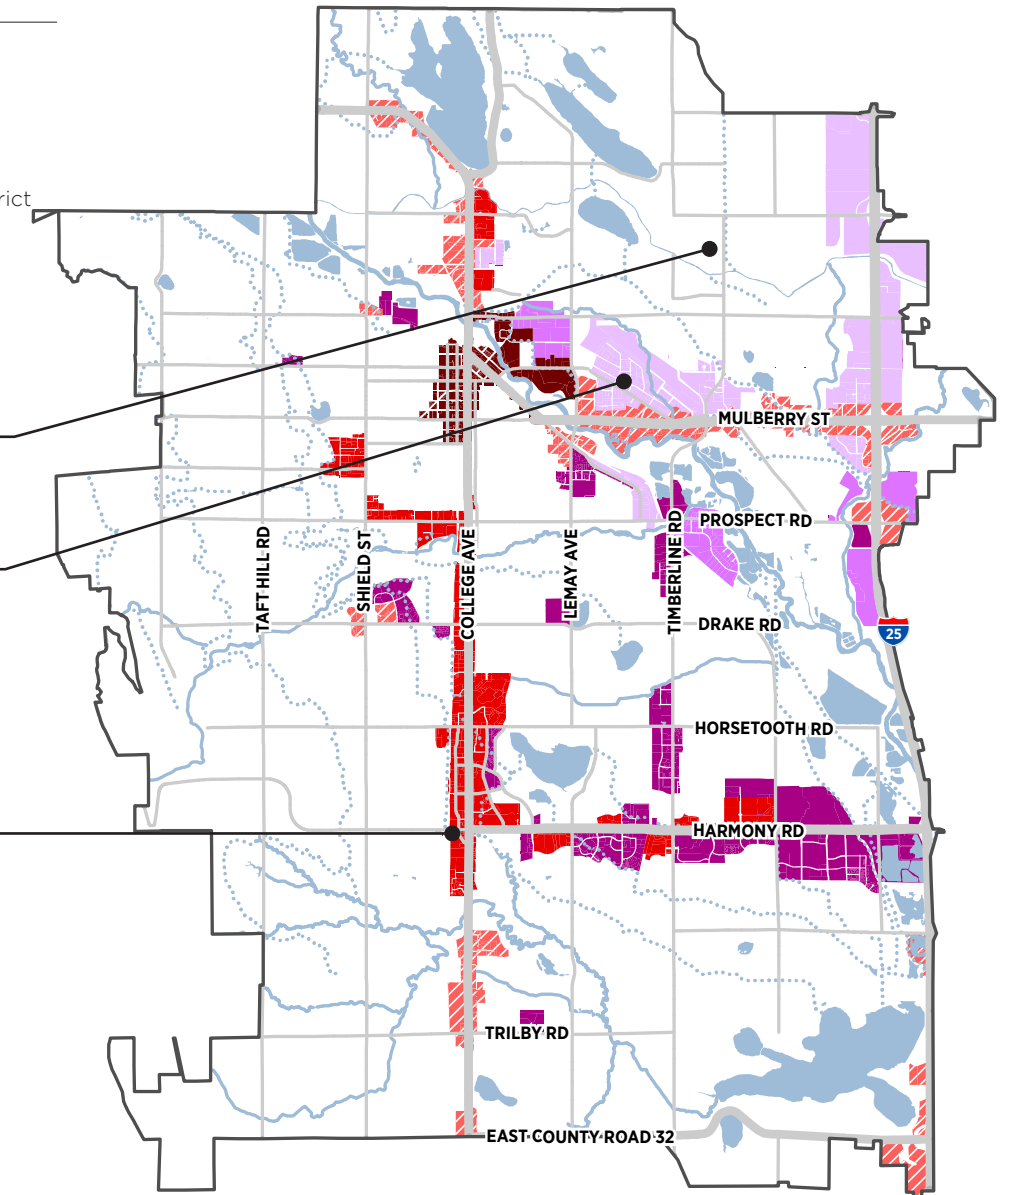 rict
MULBERRY ST
PROSPECT RD
TAFT HILL RD
SHIELD ST
COLLEGE AVE
LEMAY AVE
TIMBERLINE RD
DRAKE RD
25
HORSETOOTH RD
HARMONY RD
TRILBY RD
EAST COUNTY ROAD 32